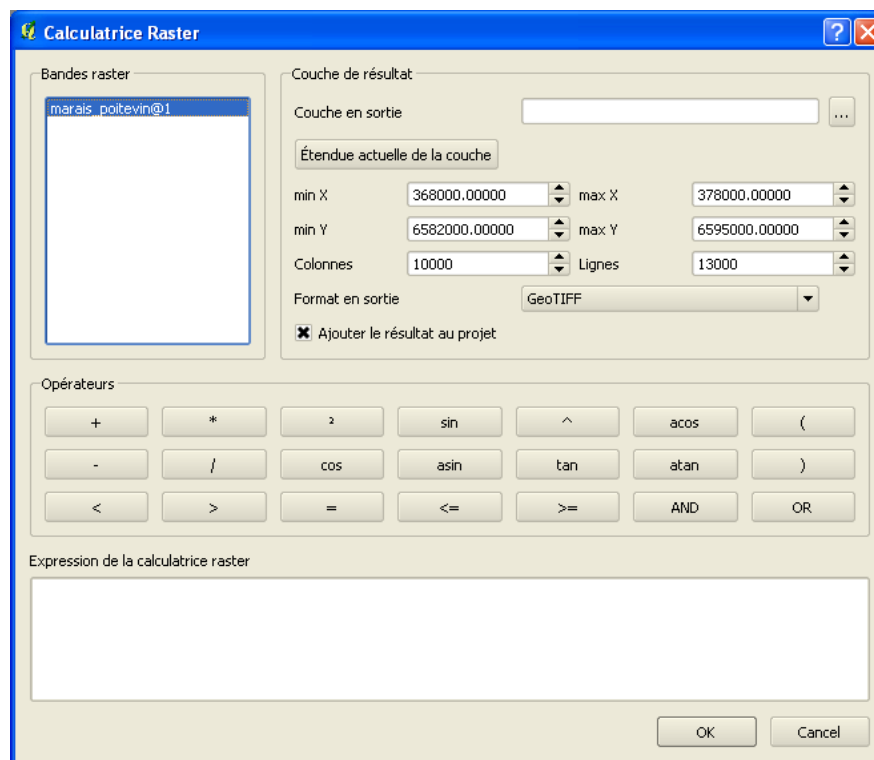 Calculatrice Raster
Bandes raster
marais_poitevin@1
Couche de résultat
Couche en sortie
...
Étendue actuelle de la couche
min X 368000.00000 max X 378000.00000
min Y 6582000.00000 max Y 6595000.00000
Colonnes 10000 Lignes 13000
Format en sortie GeoTIFF
Ajouter le résultat au projet
Opérateurs
+ * ² sin ^ acos (
- / cos asin tan atan )
< > = <= >= AND OR
Expression de la calculatrice raster
OK Cancel